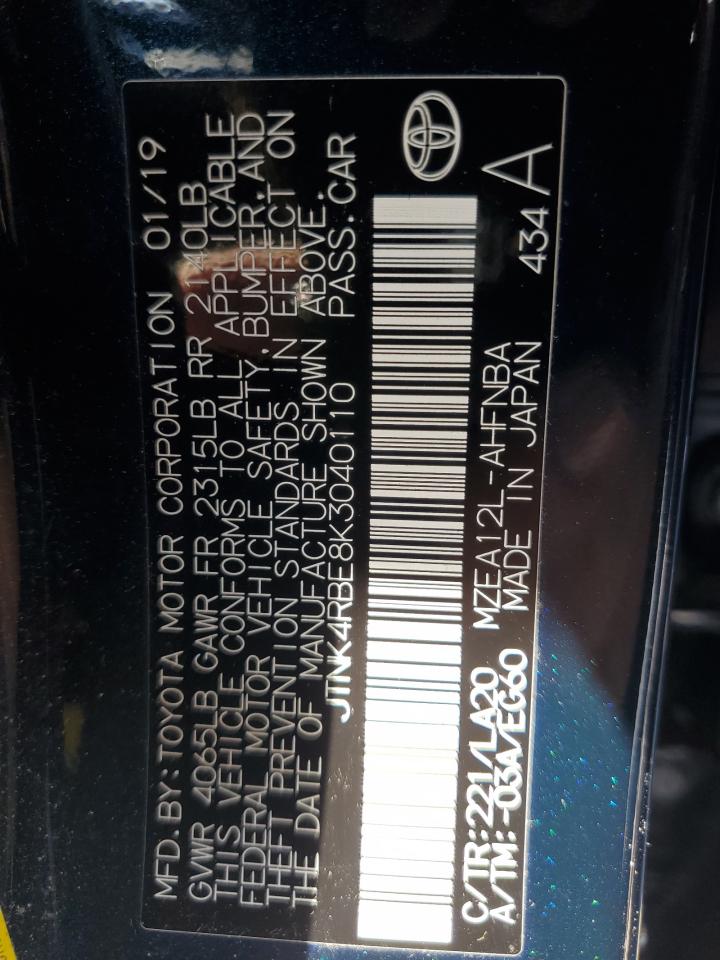 MFD.BY:TOYOTA MOTOR CORPORATION 01/19
GVWR 4065LB GAWR FR 2315LB RR 2140LB
THIS VEHICLE CONFORMS TO ALL APPLICABLE
FEDERAL MOTOR VEHICLE SAFETY,BUMPER,AND
THEFT PREVENTION STANDARDS IN EFFECT ON
THE DATE OF MANUFACTURE SHOWN ABOVE.
JTNK4RBE8K3040110 PASS.CAR
C/TR:221/LA20 MZEA12L-AHFNBA
A/TM:-03A/EG60 MADE IN JAPAN 434 A